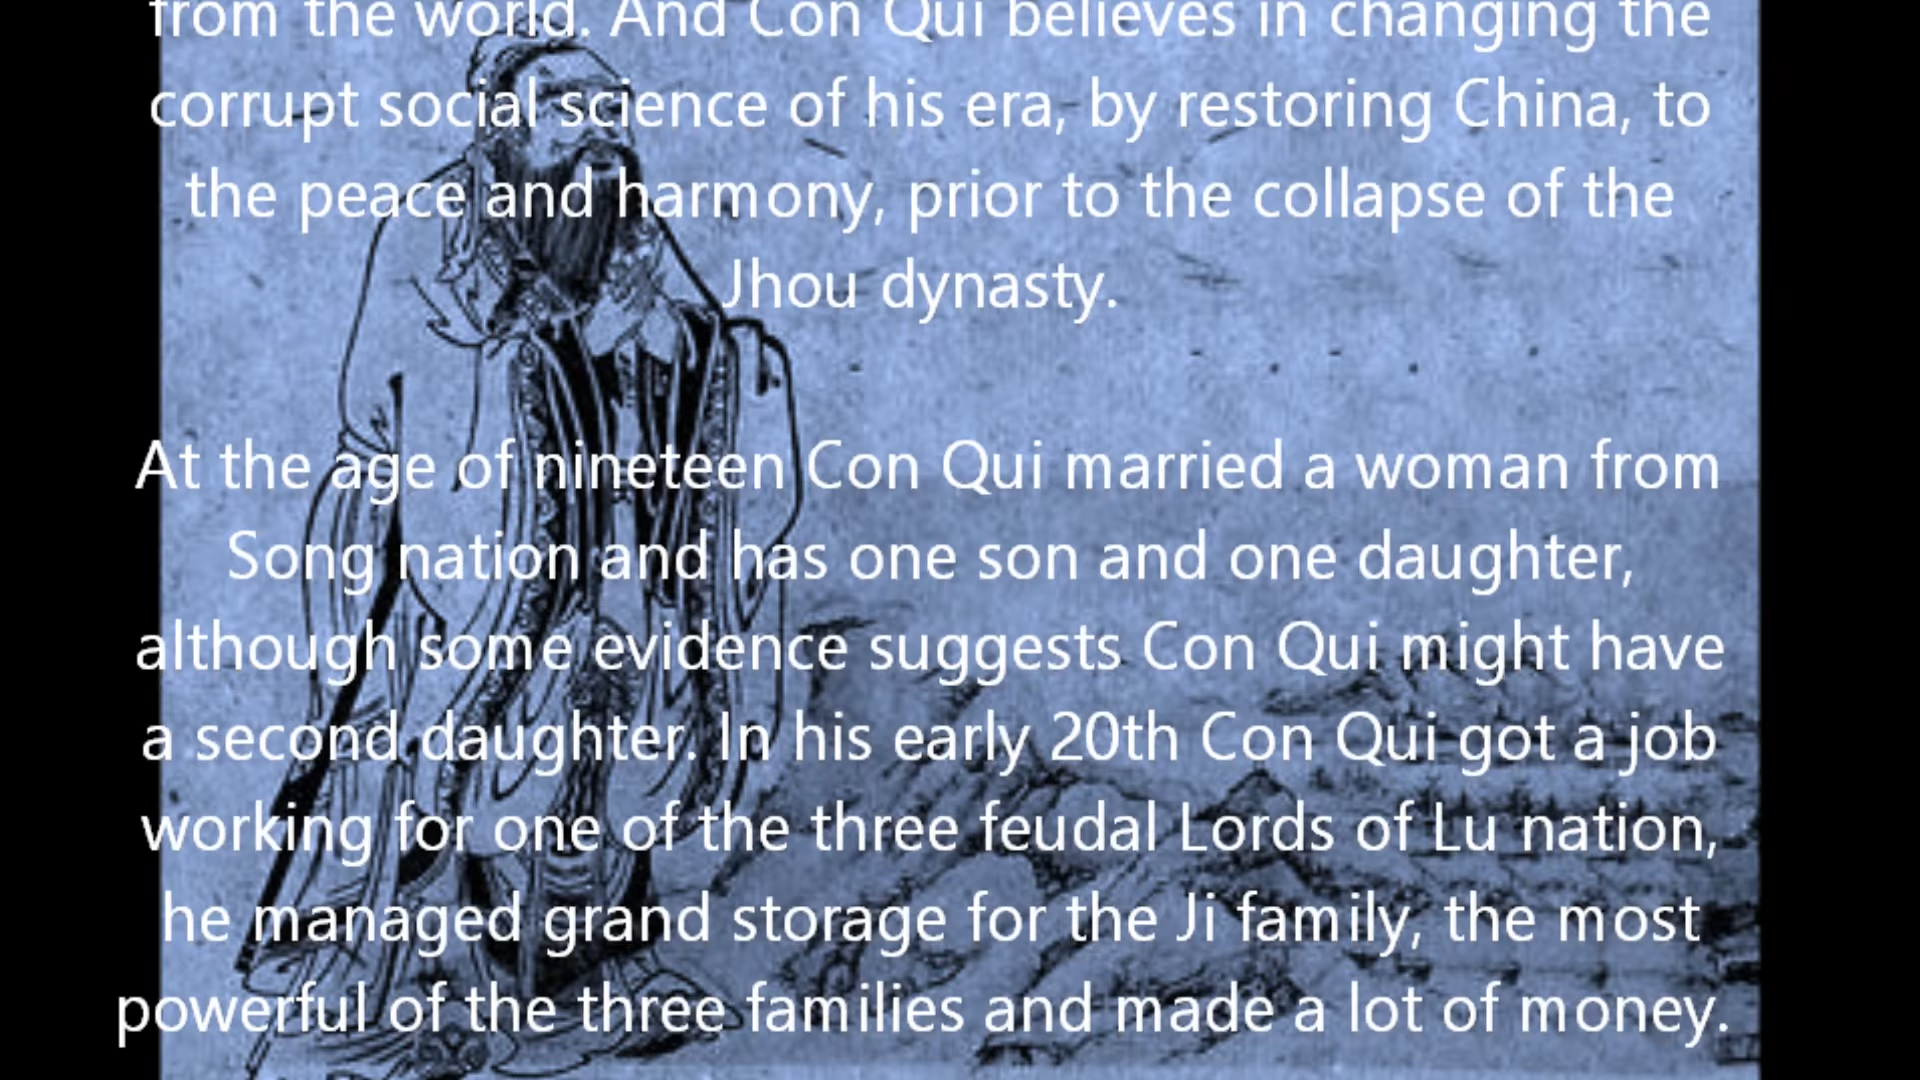 from the world. And Con Qui believes in changing the
corrupt social science of his era, by restoring China, to
the peace and harmony, prior to the collapse of the
Jhou dynasty.
At the age of nineteen Con Qui married a woman from
Song nation and has one son and one daughter,
although some evidence suggests Con Qui might have
a second daughter. In his early 20th Con Qui got a job
working for one of the three feudal Lords of Lu nation,
he managed grand storage for the Ji family, the most
powerful of the three families and made a lot of money.